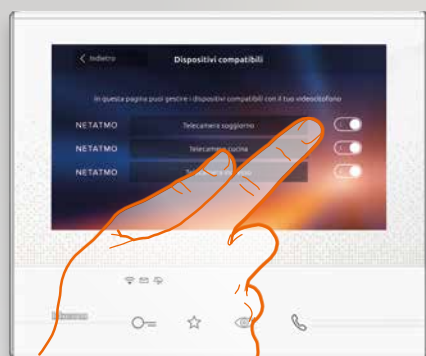 Indietro
Dispositivi compatibili
In questa pagina puoi gestire i dispositivi compatibili con il tuo videocitofono
NETATMO Telecamera soggiorno
NETATMO Telecamera cucina
NETATMO
bticino